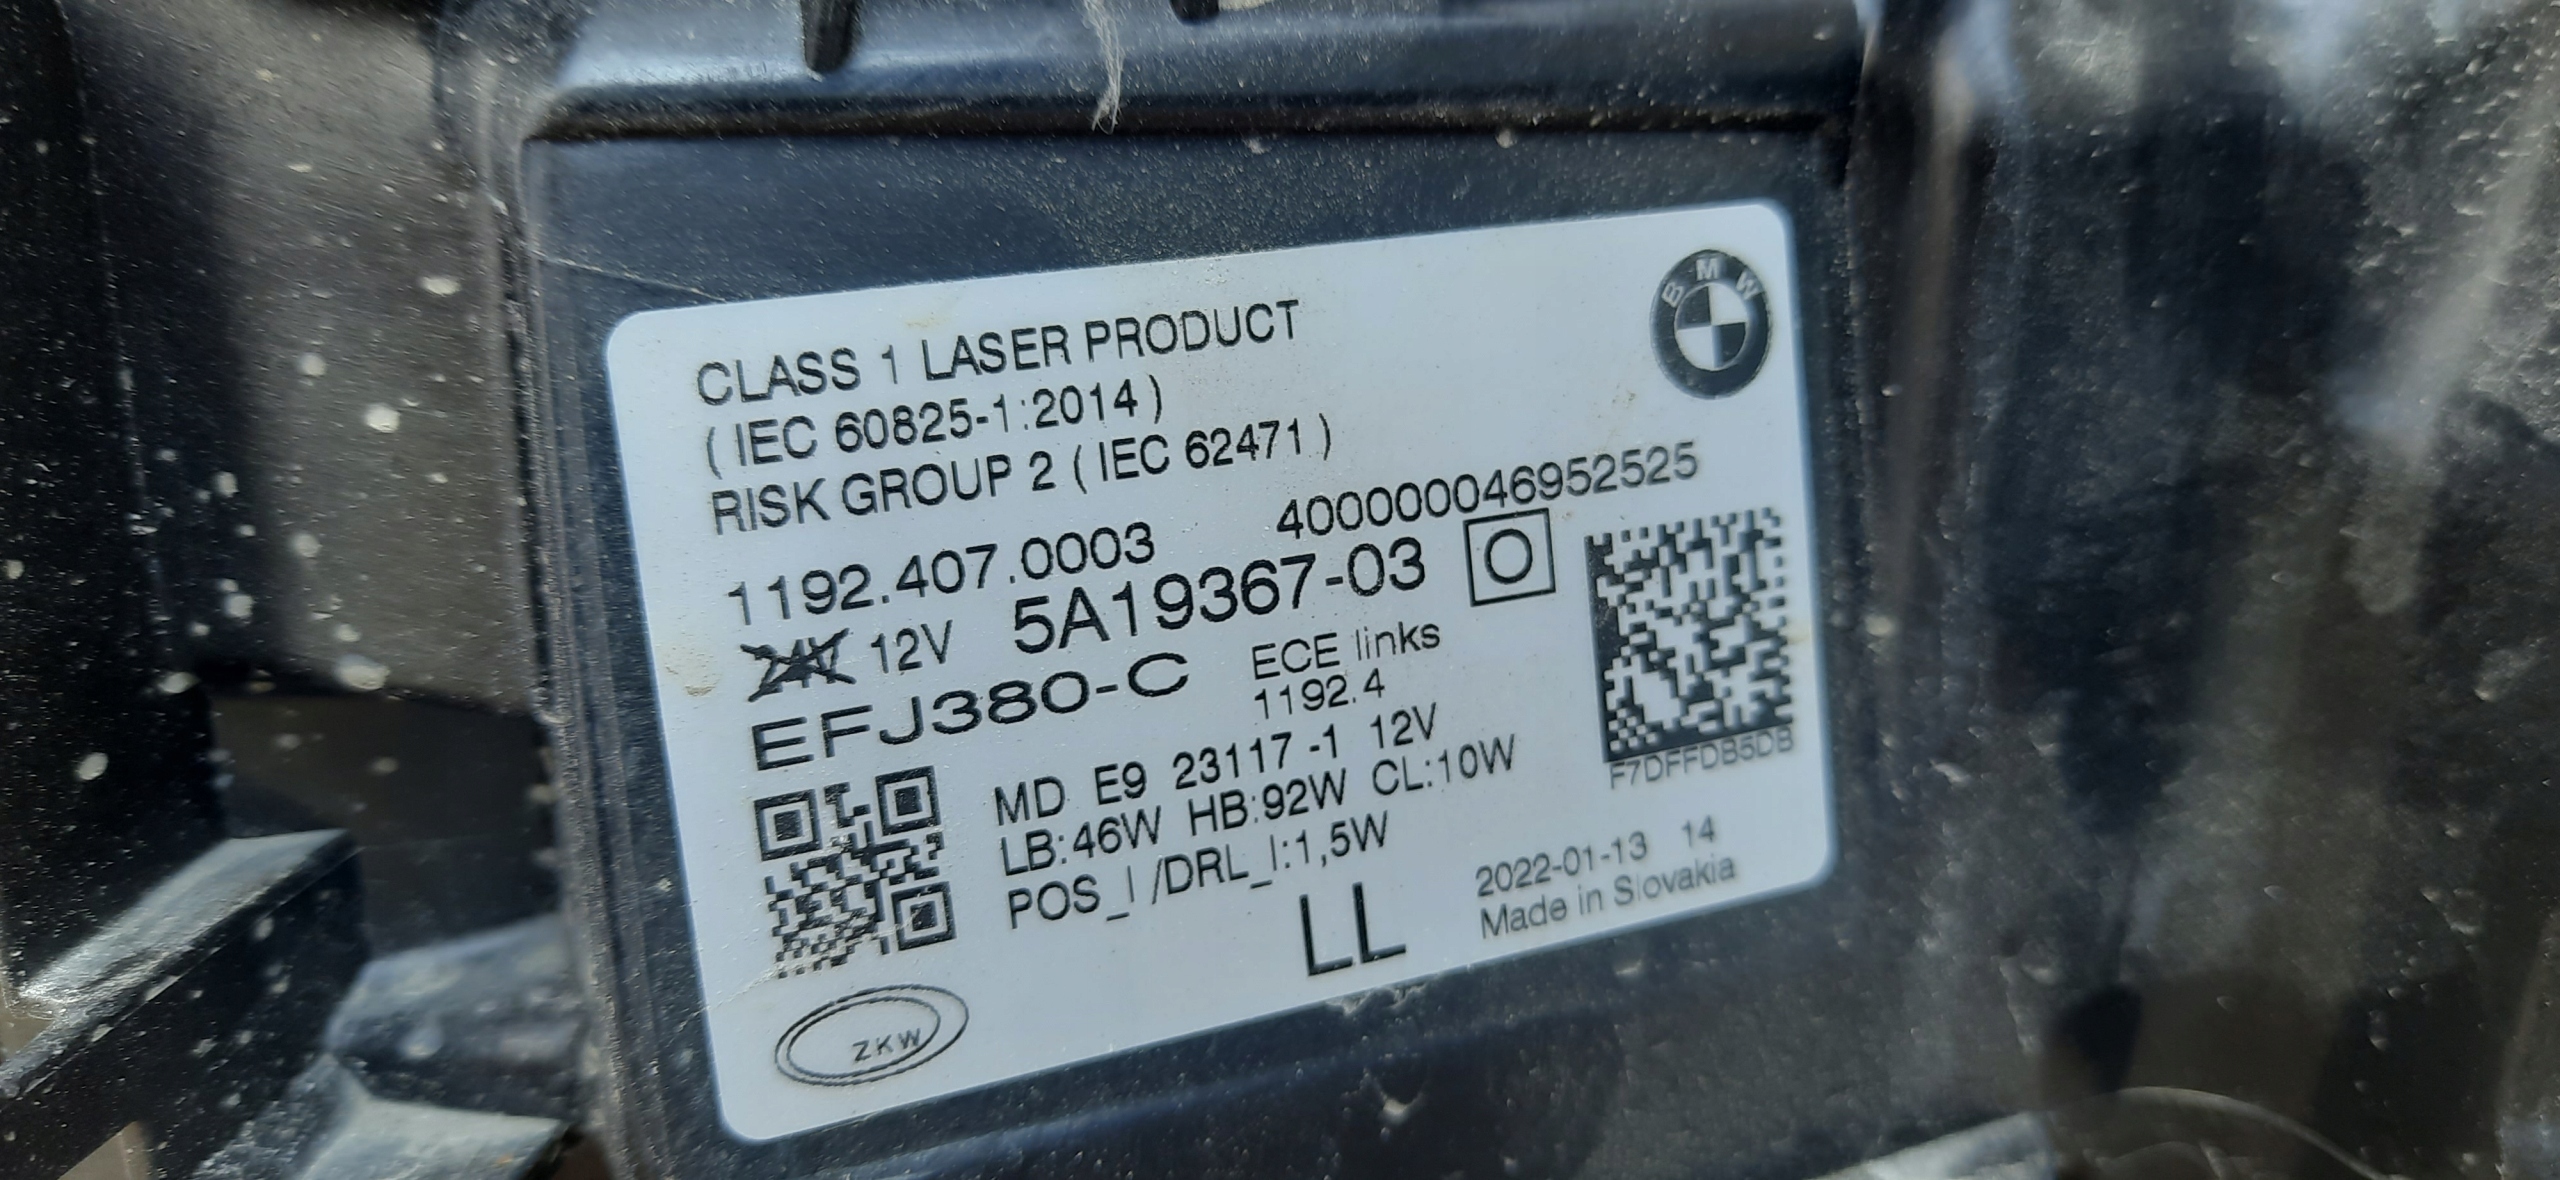 BMW
CLASS 1 LASER PRODUCT
( IEC 60825-1:2014 )
RISK GROUP 2 ( IEC 62471 )
1192.407.0003 400000046952525
24V 12V 5A19367-03
EFJ380-C ECE links
1192.4
F7DFFDB5DB
MD E9 23117 -1 12V
LB:46W HB:92W CL:10W
POS_I /DRL_I:1,5W
LL
2022-01-13 14
Made in Slovakia
ZKW